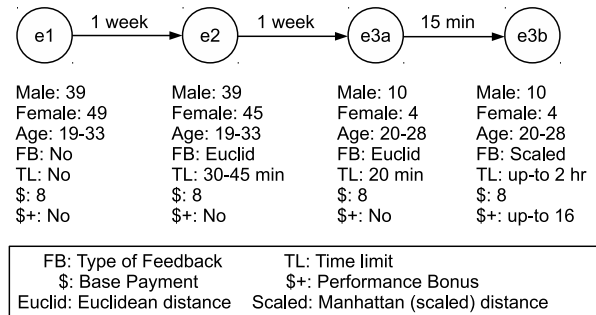 e1 1 week e2 1 week e3a 15 min e3b
Male: 39
Female: 49
Age: 19-33
FB: No
TL: No
$: 8
$+: No
Male: 39
Female: 45
Age: 19-33
FB: Euclid
TL: 30-45 min
$: 8
$+: No
Male: 10
Female: 4
Age: 20-28
FB: Euclid
TL: 20 min
$: 8
$+: No
Male: 10
Female: 4
Age: 20-28
FB: Scaled
TL: up-to 2 hr
$: 8
$+: up-to 16
FB: Type of Feedback TL: Time limit
$: Base Payment $+: Performance Bonus
Euclid: Euclidean distance Scaled: Manhattan (scaled) distance